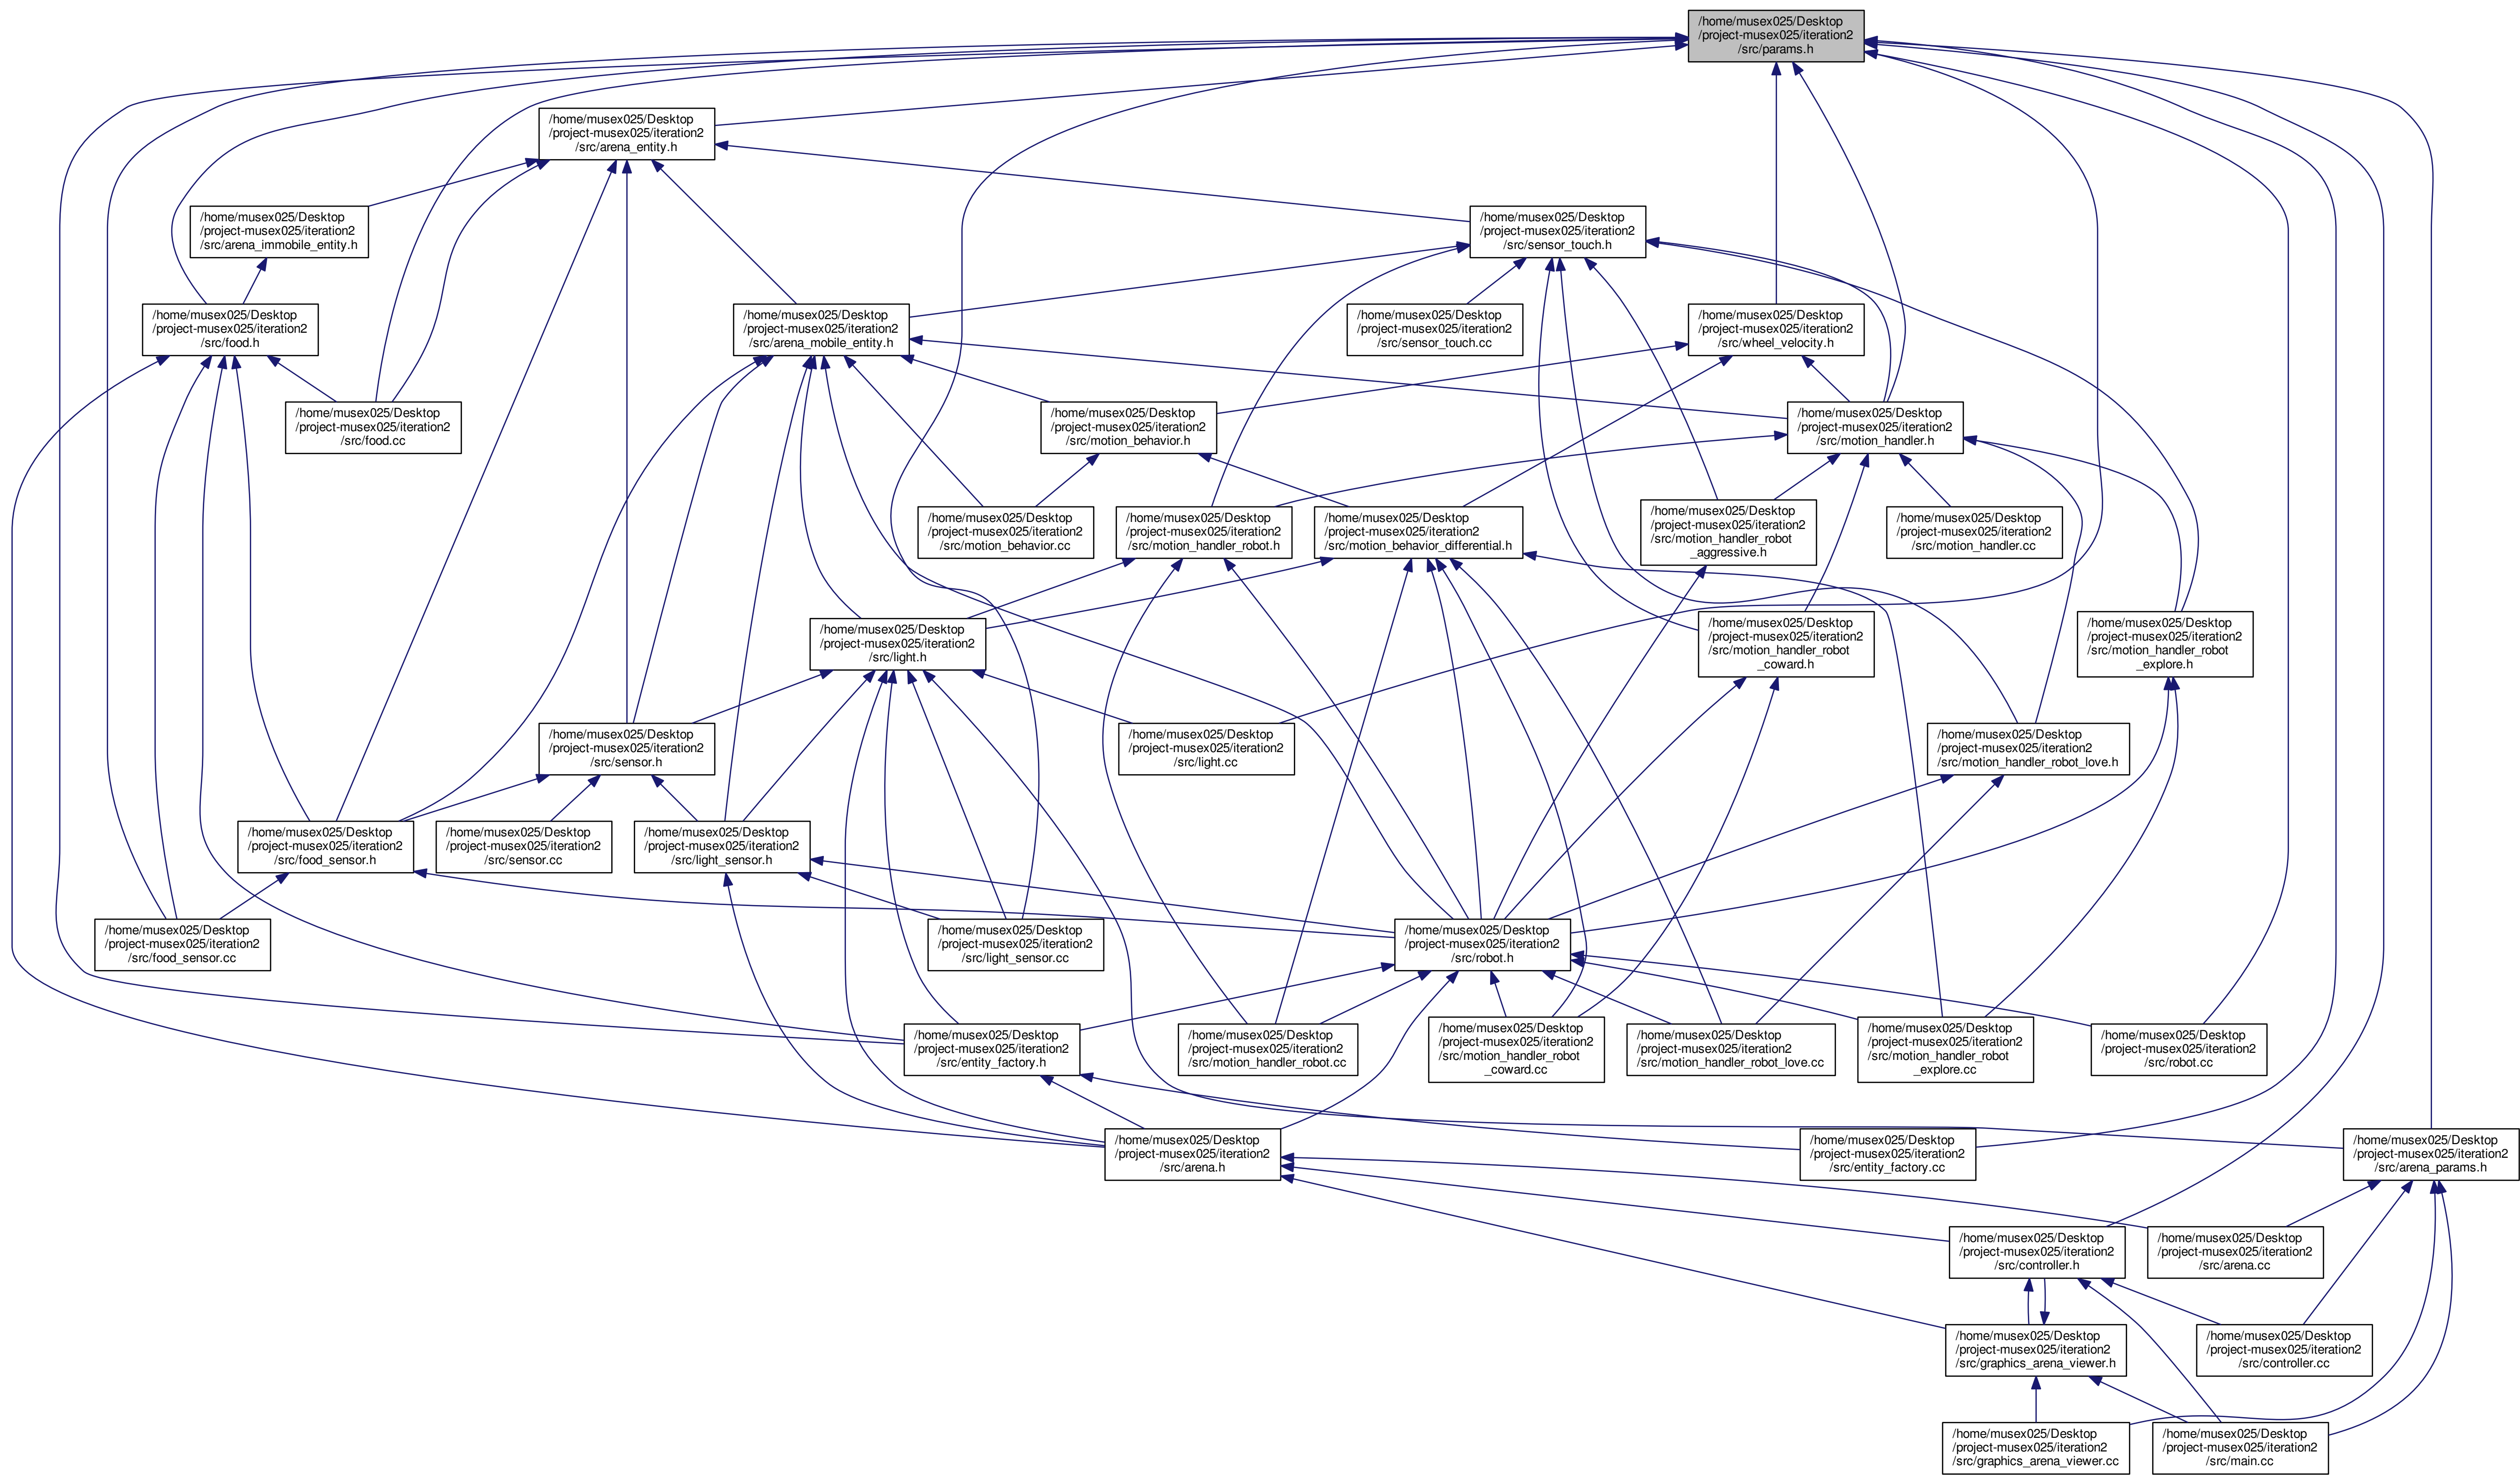 /home/musex025/Desktop
/project-musex025/iteration2
/src/params.h
/home/musex025/Desktop
/project-musex025/iteration2
/src/arena_entity.h
/home/musex025/Desktop
/project-musex025/iteration2
/src/arena_immobile_entity.h
/home/musex025/Desktop
/project-musex025/iteration2
/src/sensor_touch.h
/home/musex025/Desktop
/project-musex025/iteration2
/src/food.h
/home/musex025/Desktop
/project-musex025/iteration2
/src/arena_mobile_entity.h
/home/musex025/Desktop
/project-musex025/iteration2
/src/sensor_touch.cc
/home/musex025/Desktop
/project-musex025/iteration2
/src/wheel_velocity.h
/home/musex025/Desktop
/project-musex025/iteration2
/src/food.cc
/home/musex025/Desktop
/project-musex025/iteration2
/src/motion_behavior.h
/home/musex025/Desktop
/project-musex025/iteration2
/src/motion_handler.h
/home/musex025/Desktop
/project-musex025/iteration2
/src/motion_behavior.cc
/home/musex025/Desktop
/project-musex025/iteration2
/src/motion_handler_robot.h
/home/musex025/Desktop
/project-musex025/iteration2
/src/motion_behavior_differential.h
/home/musex025/Desktop
/project-musex025/iteration2
/src/motion_handler_robot
_aggressive.h
/home/musex025/Desktop
/project-musex025/iteration2
/src/motion_handler.cc
/home/musex025/Desktop
/project-musex025/iteration2
/src/light.h
/home/musex025/Desktop
/project-musex025/iteration2
/src/motion_handler_robot
_coward.h
/home/musex025/Desktop
/project-musex025/iteration2
/src/motion_handler_robot
_explore.h
/home/musex025/Desktop
/project-musex025/iteration2
/src/sensor.h
/home/musex025/Desktop
/project-musex025/iteration2
/src/light.cc
/home/musex025/Desktop
/project-musex025/iteration2
/src/motion_handler_robot_love.h
/home/musex025/Desktop
/project-musex025/iteration2
/src/food_sensor.h
/home/musex025/Desktop
/project-musex025/iteration2
/src/sensor.cc
/home/musex025/Desktop
/project-musex025/iteration2
/src/light_sensor.h
/home/musex025/Desktop
/project-musex025/iteration2
/src/food_sensor.cc
/home/musex025/Desktop
/project-musex025/iteration2
/src/light_sensor.cc
/home/musex025/Desktop
/project-musex025/iteration2
/src/robot.h
/home/musex025/Desktop
/project-musex025/iteration2
/src/entity_factory.h
/home/musex025/Desktop
/project-musex025/iteration2
/src/motion_handler_robot.cc
/home/musex025/Desktop
/project-musex025/iteration2
/src/motion_handler_robot
_coward.cc
/home/musex025/Desktop
/project-musex025/iteration2
/src/motion_handler_robot_love.cc
/home/musex025/Desktop
/project-musex025/iteration2
/src/motion_handler_robot
_explore.cc
/home/musex025/Desktop
/project-musex025/iteration2
/src/robot.cc
/home/musex025/Desktop
/project-musex025/iteration2
/src/arena.h
/home/musex025/Desktop
/project-musex025/iteration2
/src/entity_factory.cc
/home/musex025/Desktop
/project-musex025/iteration2
/src/arena_params.h
/home/musex025/Desktop
/project-musex025/iteration2
/src/controller.h
/home/musex025/Desktop
/project-musex025/iteration2
/src/arena.cc
/home/musex025/Desktop
/project-musex025/iteration2
/src/graphics_arena_viewer.h
/home/musex025/Desktop
/project-musex025/iteration2
/src/controller.cc
/home/musex025/Desktop
/project-musex025/iteration2
/src/graphics_arena_viewer.cc
/home/musex025/Desktop
/project-musex025/iteration2
/src/main.cc